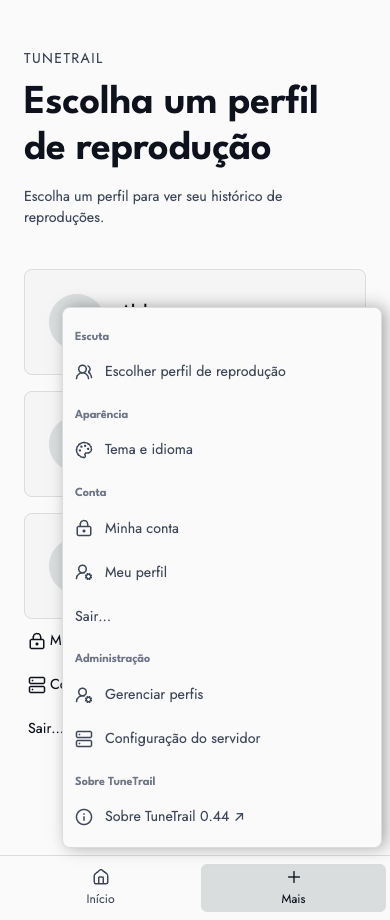 TUNETRAIL
Escolha um perfil
de reprodução
Escolha um perfil para ver seu histórico de
reproduções.
Escuta
Escolher perfil de reprodução
Aparência
Tema e idioma
Conta
Minha conta
Meu perfil
Sair...
Administração
Gerenciar perfis
Configuração do servidor
Sobre TuneTrail
Sobre TuneTrail 0.44 ↗
Sair...
Início
Mais